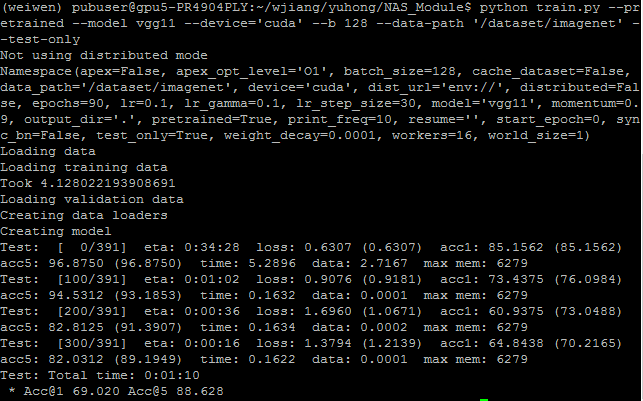 (weiwen) pubuser@gpu5-PR4904PLY:~/wjiang/yuhong/NAS_Module$ python train.py --pr
etrained --model vgg11 --device='cuda' --b 128 --data-path '/dataset/imagenet' -
-test-only
Not using distributed mode
Namespace(apex=False, apex_opt_level='O1', batch_size=128, cache_dataset=False,
data_path='/dataset/imagenet', device='cuda', dist_url='env://', distributed=Fal
se, epochs=90, lr=0.1, lr_gamma=0.1, lr_step_size=30, model='vgg11', momentum=0.
9, output_dir='.', pretrained=True, print_freq=10, resume='', start_epoch=0, syn
c_bn=False, test_only=True, weight_decay=0.0001, workers=16, world_size=1)
Loading data
Loading training data
Took 4.128022193908691
Loading validation data
Creating data loaders
Creating model
Test:  [  0/391]  eta: 0:34:28  loss: 0.6307 (0.6307)  acc1: 85.1562 (85.1562)
acc5: 96.8750 (96.8750)  time: 5.2896  data: 2.7167  max mem: 6279
Test:  [100/391]  eta: 0:01:02  loss: 0.9076 (0.9181)  acc1: 73.4375 (76.0984)
acc5: 94.5312 (93.1853)  time: 0.1632  data: 0.0001  max mem: 6279
Test:  [200/391]  eta: 0:00:36  loss: 1.6960 (1.0671)  acc1: 60.9375 (73.0488)
acc5: 82.8125 (91.3907)  time: 0.1634  data: 0.0002  max mem: 6279
Test:  [300/391]  eta: 0:00:16  loss: 1.3794 (1.2139)  acc1: 64.8438 (70.2165)
acc5: 82.0312 (89.1949)  time: 0.1622  data: 0.0001  max mem: 6279
Test: Total time: 0:01:10
 * Acc@1 69.020 Acc@5 88.628